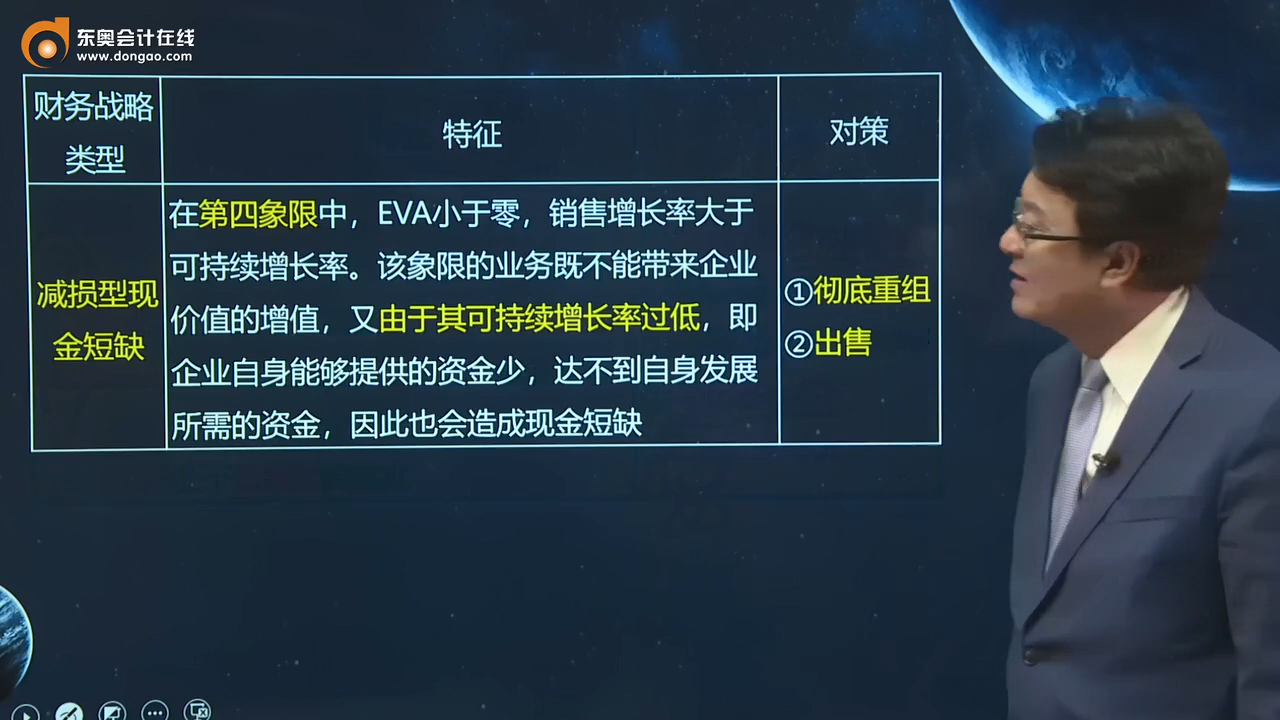 东奥会计在线
www.dongao.com
财务战略
类型
特征
对策
减损型现
金短缺
在第四象限中，EVA小于零，销售增长率大于
可持续增长率。该象限的业务既不能带来企业
价值的增值，又由于其可持续增长率过低，即
企业自身能够提供的资金少，达不到自身发展
所需的资金，因此也会造成现金短缺
①彻底重组
②出售